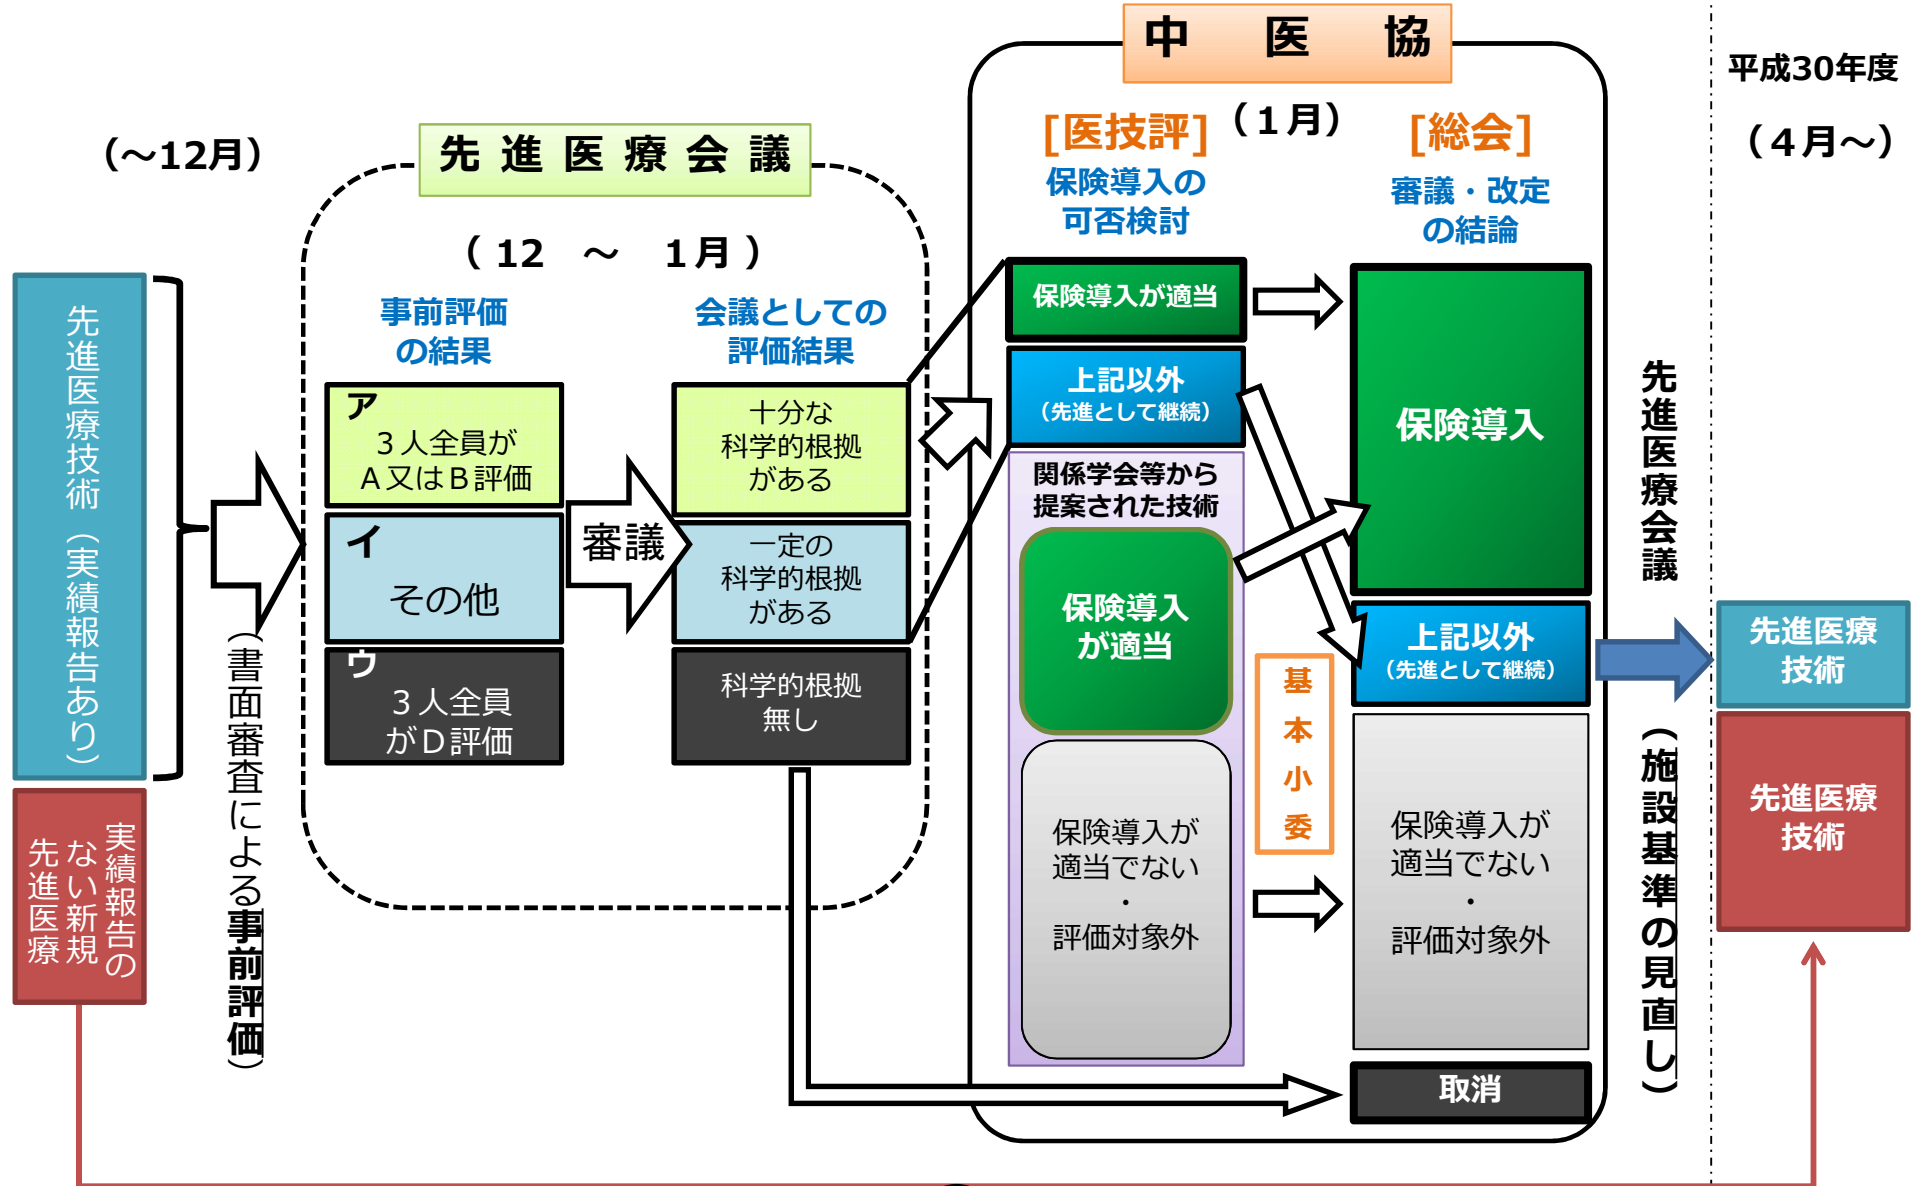 (～12月)
先進医療技術（実績報告あり）
実績報告の
ない新規
先進医療
（書面審査による事前評価）
先進医療会議
（ 12 ～ 1月 ）
事前評価
の結果
ア
３人全員が
Ａ又はＢ評価
イ
その他
ウ
３人全員
がＤ評価
審議
会議としての
評価結果
十分な
科学的根拠
がある
一定の
科学的根拠
がある
科学的根拠
無し
中医協
（１月）
[医技評]
保険導入の
可否検討
保険導入が適当
上記以外
（先進として継続）
関係学会等から
提案された技術
保険導入
が適当
保険導入が
適当でない
・
評価対象外
基本小委
[総会]
審議・改定
の結論
保険導入
上記以外
（先進として継続）
保険導入が
適当でない
・
評価対象外
取消
先進医療会議
（施設基準の見直し）
平成30年度
（４月～）
先進医療
技術
先進医療
技術